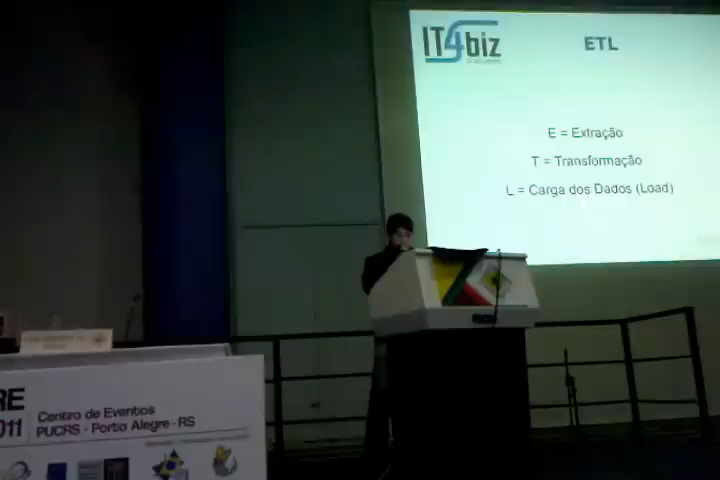 IT4biz
ETL
E = Extração
T = Transformação
L = Carga dos Dados (Load)
RE
011
Centro de Eventos
PUCRS - Porto Alegre - RS